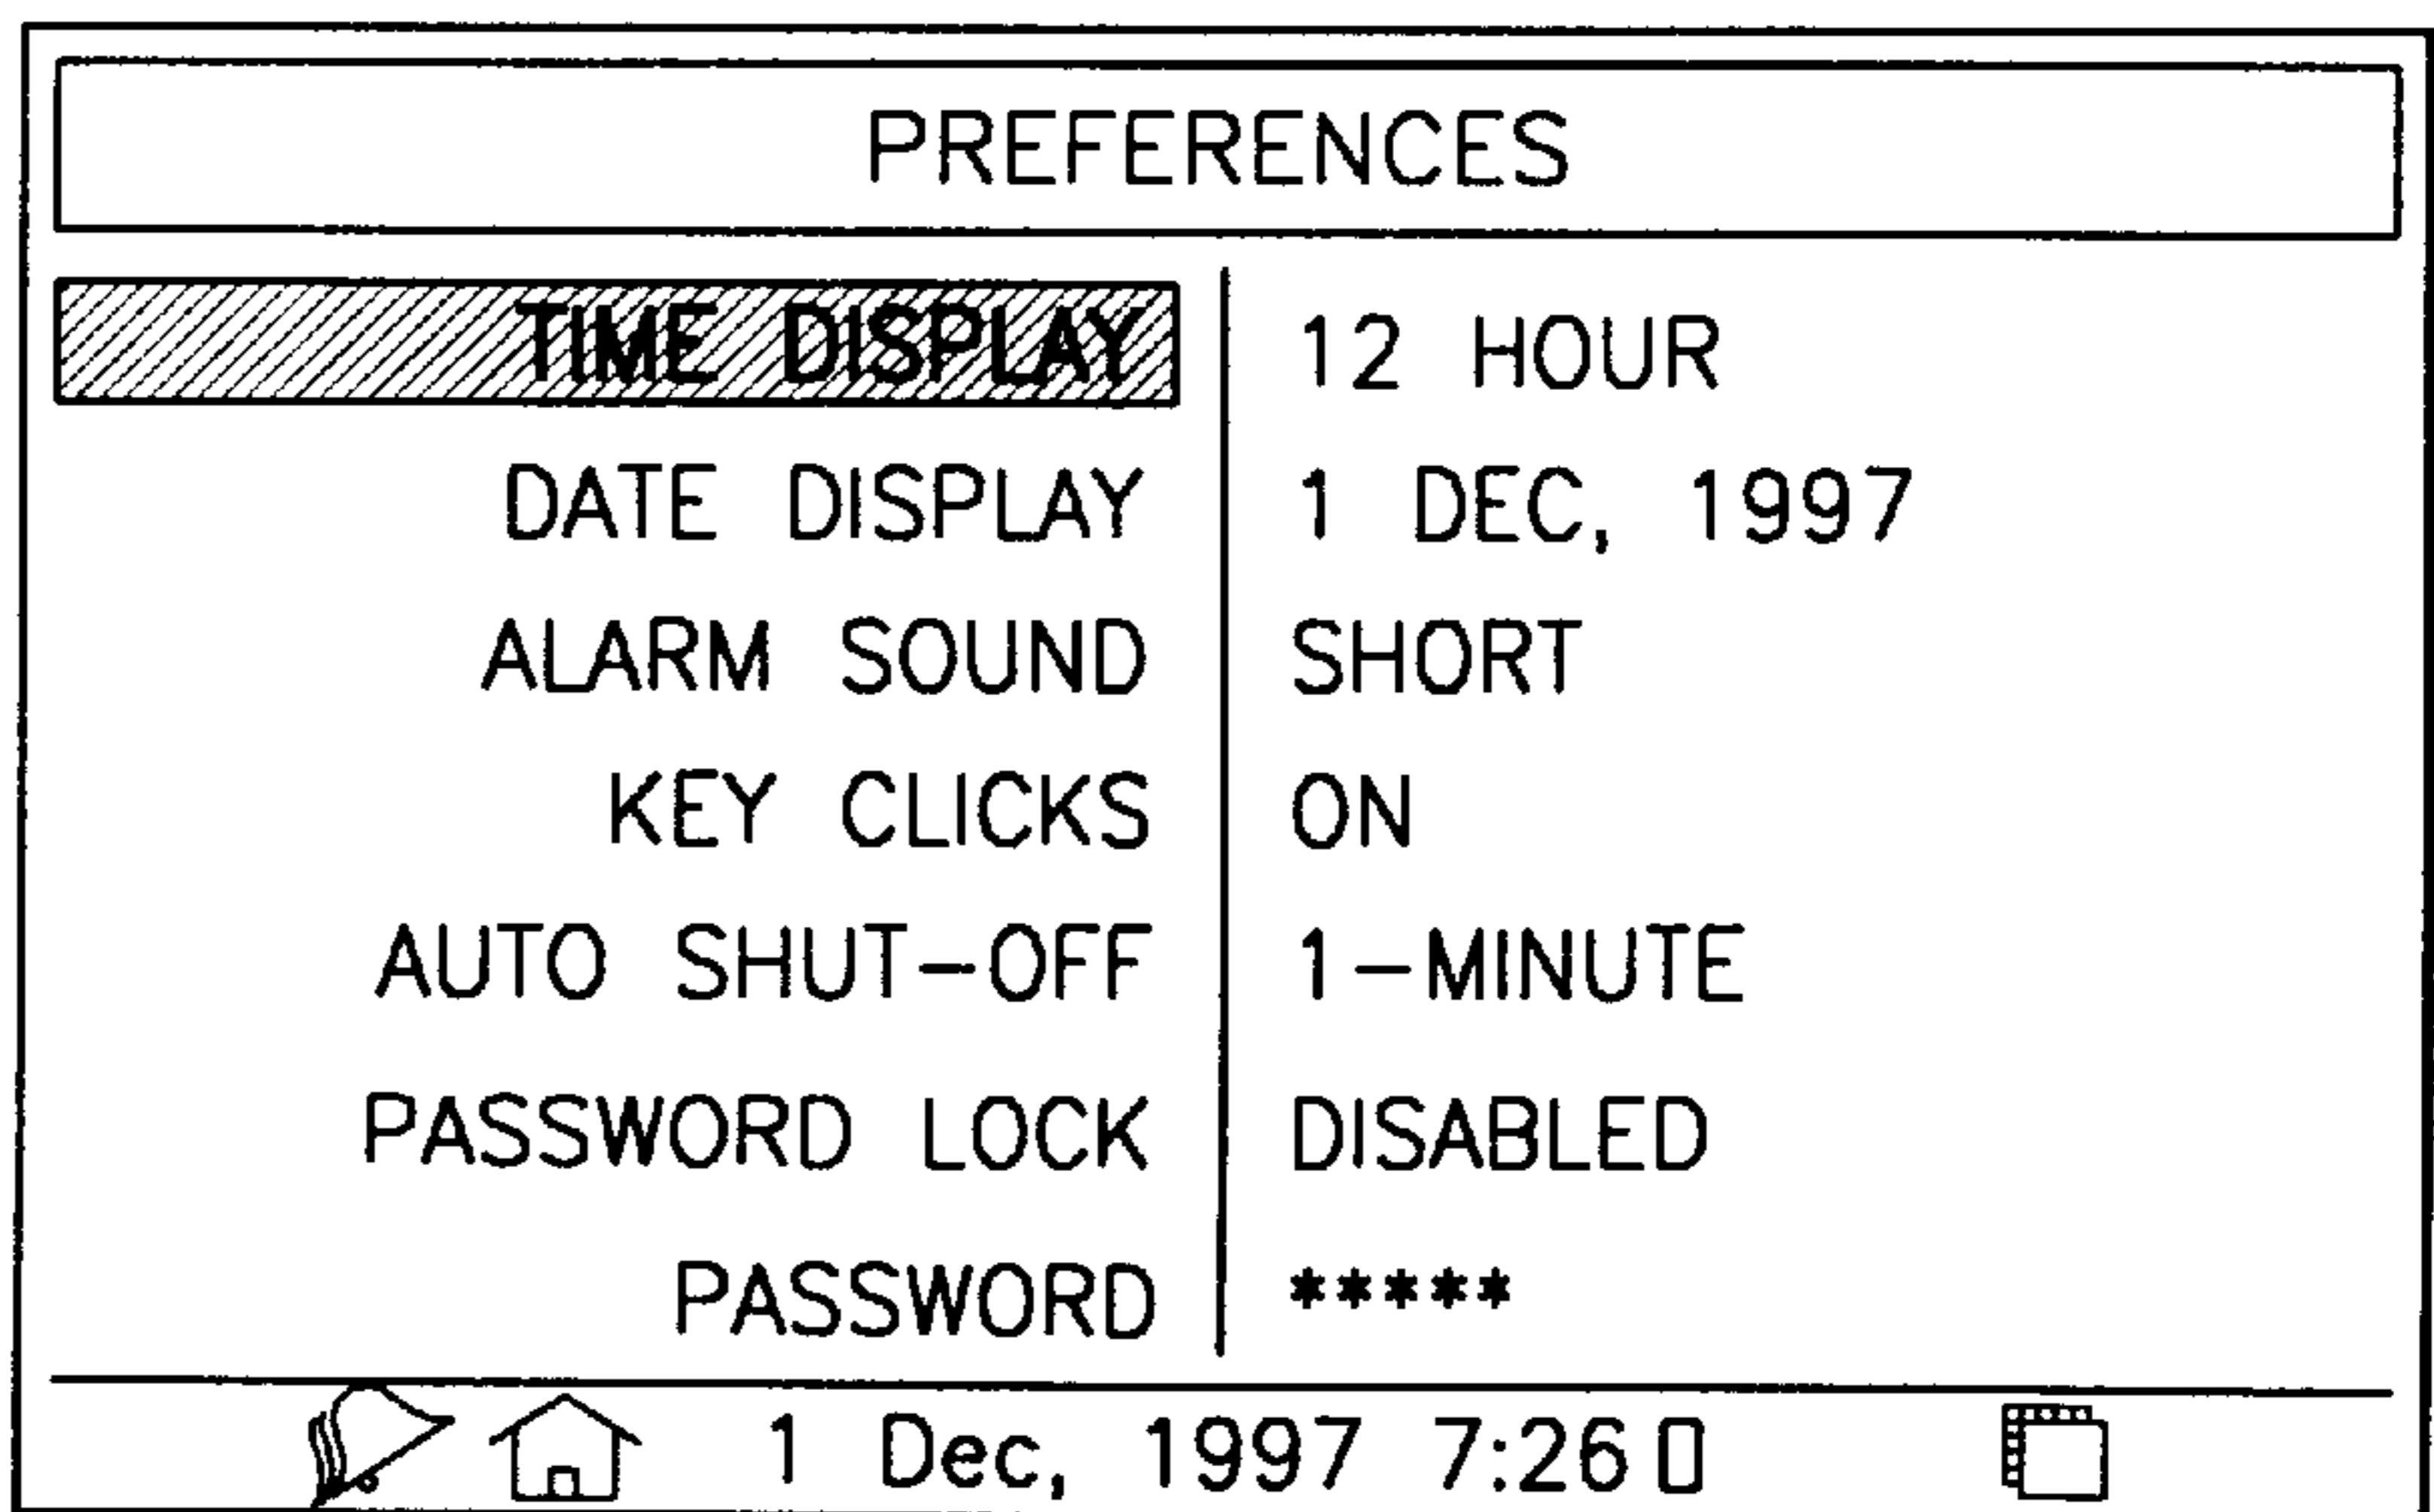 PREFERENCES
TIME DISPLAY 12 HOUR
DATE DISPLAY 1 DEC, 1997
ALARM SOUND SHORT
KEY CLICKS ON
AUTO SHUT-OFF 1-MINUTE
PASSWORD LOCK DISABLED
PASSWORD *****
1 Dec, 1997 7:26